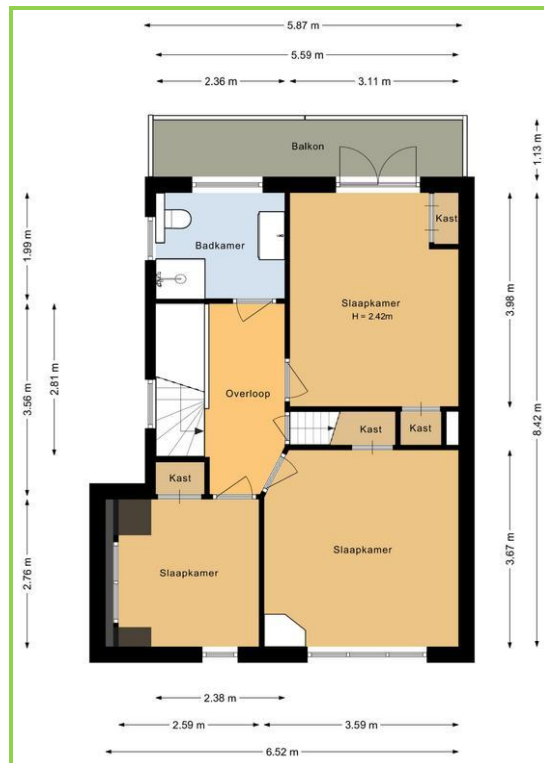 5.87 m
5.59 m
2.36 m
3.11 m
Balkon
1.13 m
1.99 m
Badkamer
Kast
Slaapkamer
H = 2.42m
3.98 m
3.56 m
2.81 m
Overloop
8.42 m
Kast
Kast
Kast
2.76 m
Slaapkamer
Slaapkamer
3.67 m
2.38 m
2.59 m
3.59 m
6.52 m